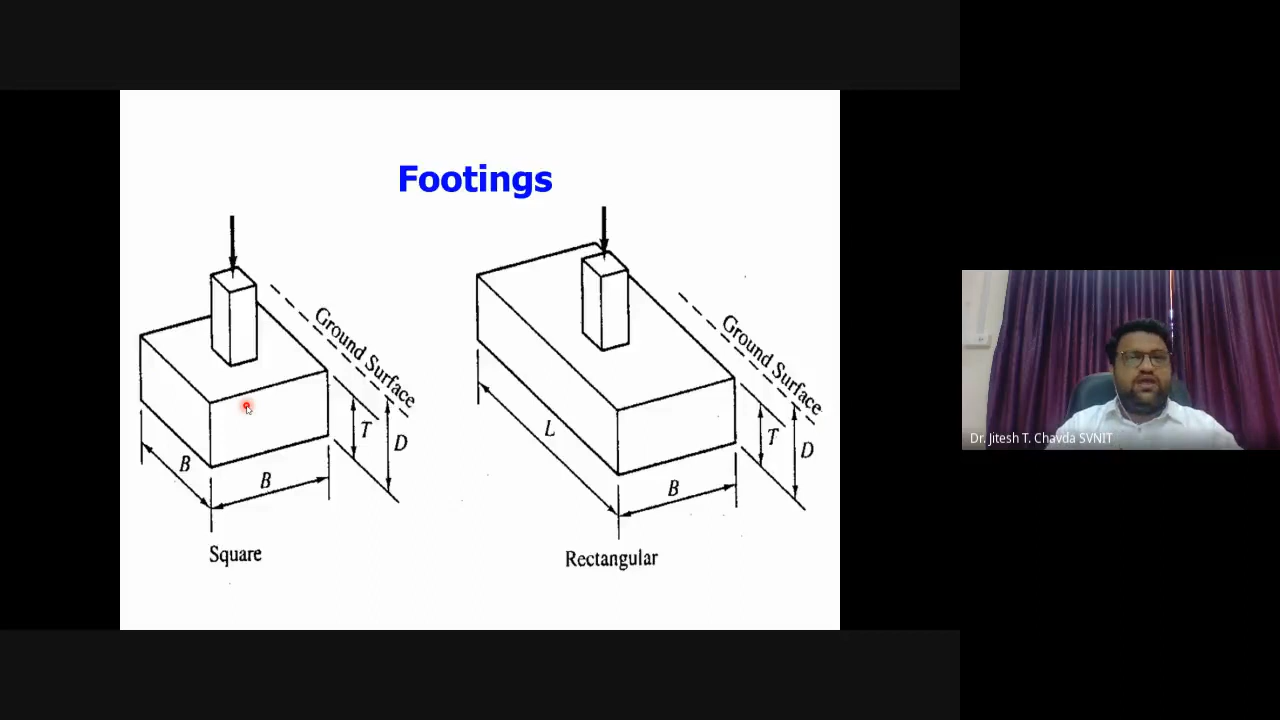 Footings
Ground Surface
T
D
B
B
Square
Ground Surface
L
T
D
B
Rectangular
Dr. Jitesh T. Chavda SVNIT